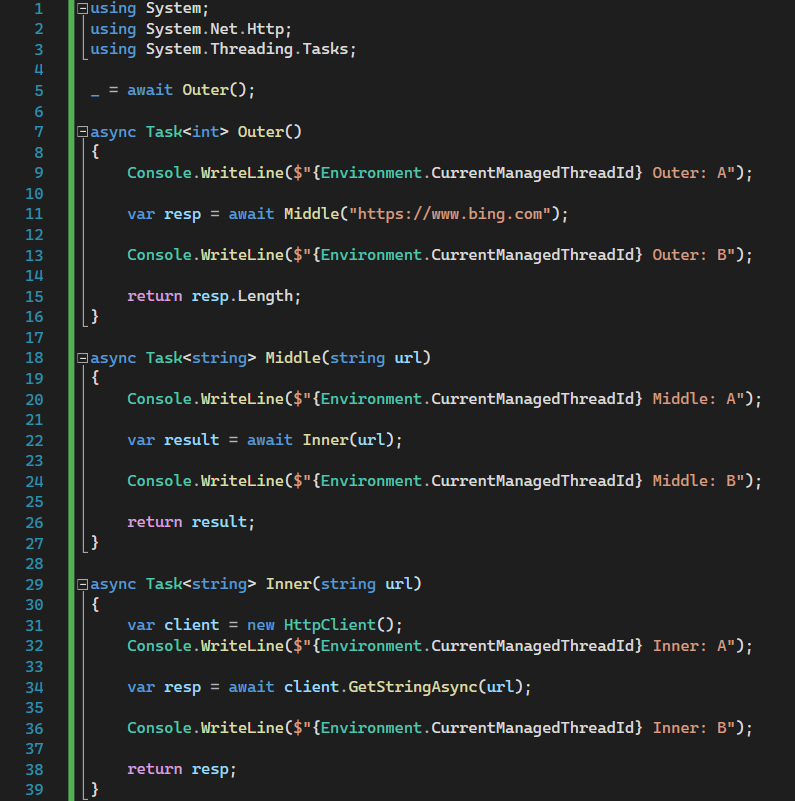 1 using System;
2 using System.Net.Http;
3 using System.Threading.Tasks;
4
5 _ = await Outer();
6
7 async Task<int> Outer()
8 {
9 Console.WriteLine($"{Environment.CurrentManagedThreadId} Outer: A");
10
11 var resp = await Middle("https://www.bing.com");
12
13 Console.WriteLine($"{Environment.CurrentManagedThreadId} Outer: B");
14
15 return resp.Length;
16 }
17
18 async Task<string> Middle(string url)
19 {
20 Console.WriteLine($"{Environment.CurrentManagedThreadId} Middle: A");
21
22 var result = await Inner(url);
23
24 Console.WriteLine($"{Environment.CurrentManagedThreadId} Middle: B");
25
26 return result;
27 }
28
29 async Task<string> Inner(string url)
30 {
31 var client = new HttpClient();
32 Console.WriteLine($"{Environment.CurrentManagedThreadId} Inner: A");
33
34 var resp = await client.GetStringAsync(url);
35
36 Console.WriteLine($"{Environment.CurrentManagedThreadId} Inner: B");
37
38 return resp;
39 }